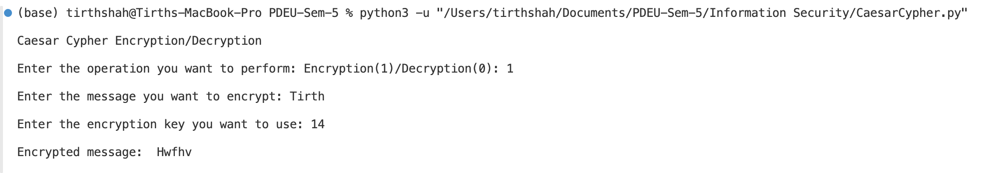 (base) tirthshah@Tirths-MacBook-Pro PDEU-Sem-5 % python3 -u "/Users/tirthshah/Documents/PDEU-Sem-5/Information Security/CaesarCypher.py"
Caesar Cypher Encryption/Decryption
Enter the operation you want to perform: Encryption(1)/Decryption(0): 1
Enter the message you want to encrypt: Tirth
Enter the encryption key you want to use: 14
Encrypted message:  Hwfhv